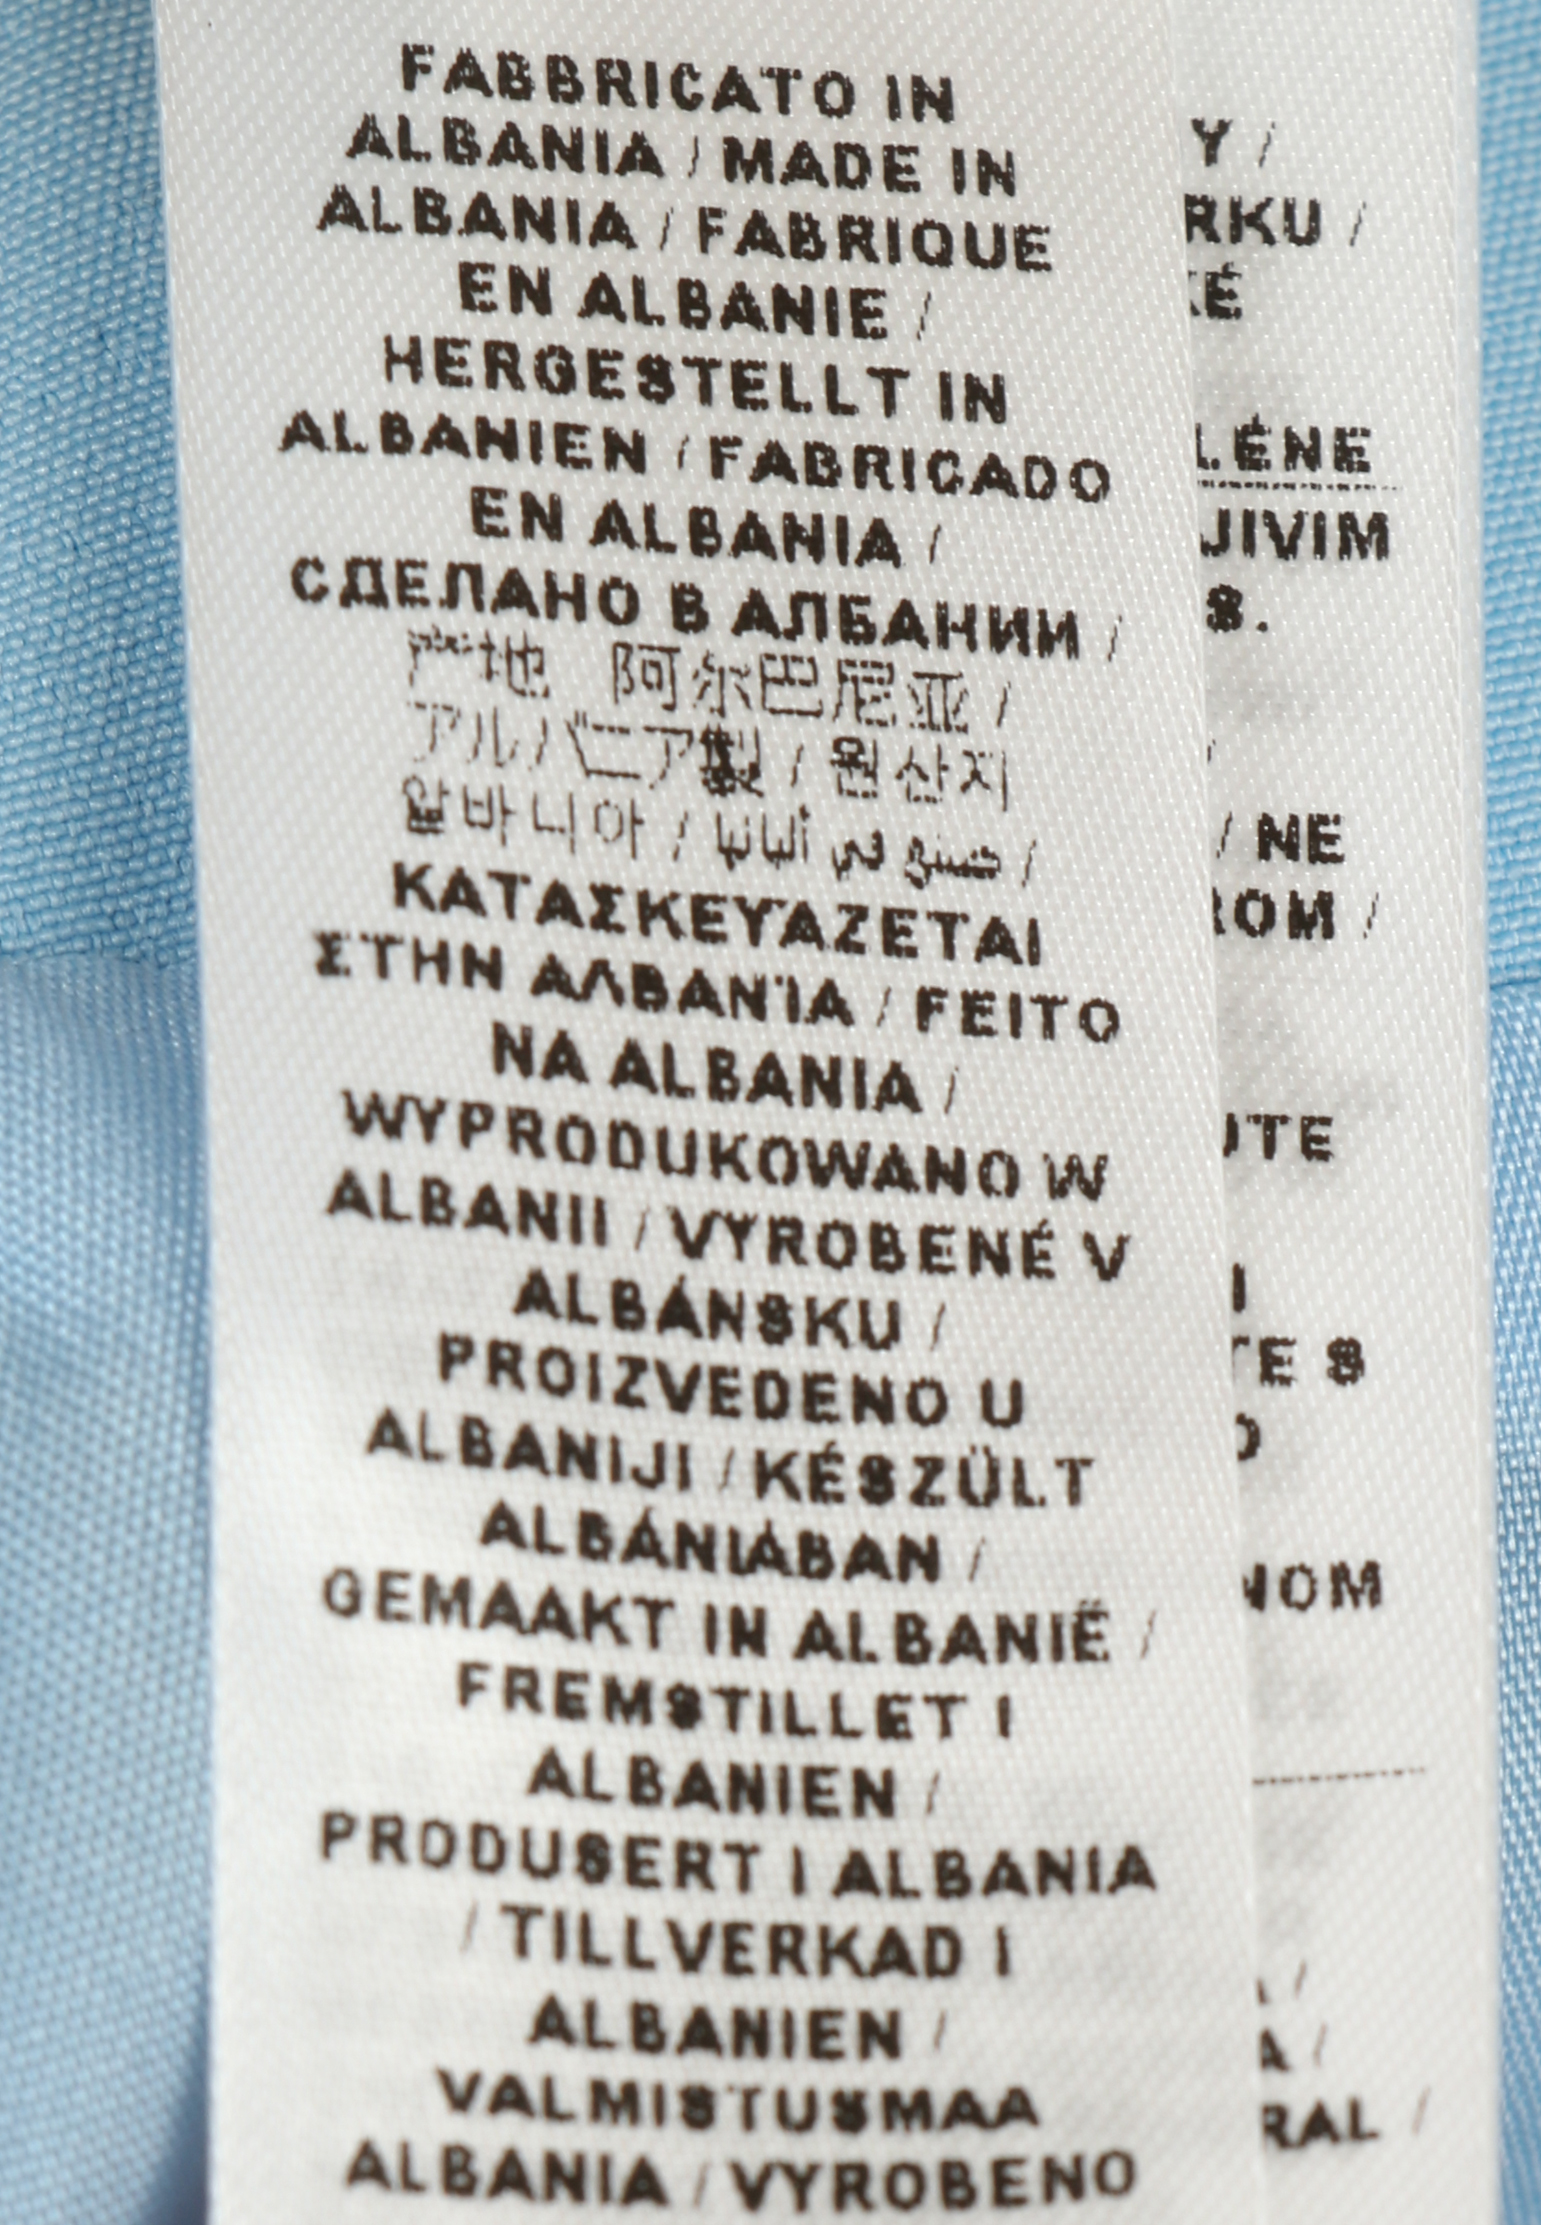 FABBRICATO IN
ALBANIA / MADE IN
ALBANIA / FABRIQUE
EN ALBANIE /
HERGESTELLT IN
ALBANIEN / FABRICADO
EN ALBANIA /
СДЕЛАНО В АЛБАНИИ /
产地 阿尔巴尼亚 /
アルバニア製 / 원산지
알바니아 / صنع في ألبانيا /
ΚΑΤΑΣΚΕΥΆΖΕΤΑΙ
ΣΤΗΝ ΑΛΒΑΝΊΑ / FEITO
NA ALBANIA /
WYPRODUKOWANO W
ALBANII / VYROBENÉ V
ALBÁNSKU /
PROIZVEDENO U
ALBANIJI / KÉSZÜLT
ALBÁNIÁBAN /
GEMAAKT IN ALBANIË /
FREMSTILLET I
ALBANIEN /
PRODUSERT I ALBANIA
/ TILLVERKAD I
ALBANIEN /
VALMISTUSMAA
ALBANIA / VYROBENO
Y /
RKU /
É
LÉNE
JIVIM
S.
/
/ NE
ROM /
UTE
I
TE S
O
NOM
/
A /
RAL /